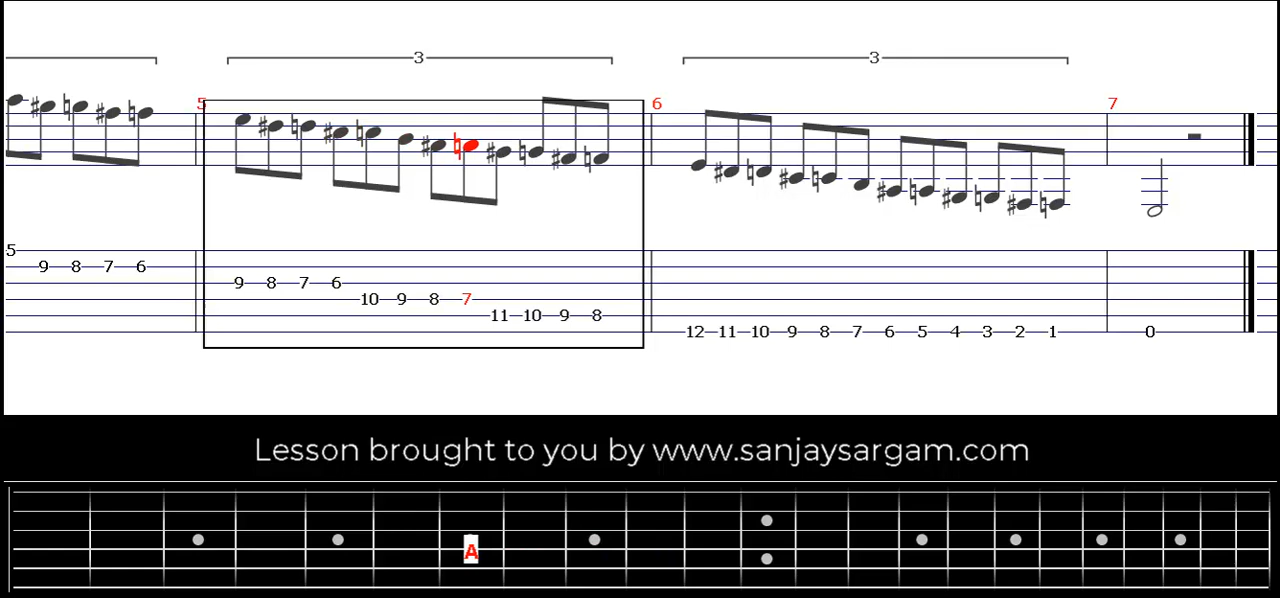 3 3
5 6 7
5
9 8 7 6
9 8 7 6
10 9 8 7
11 10 9 8
12 11 10 9 8 7 6 5 4 3 2 1 0
Lesson brought to you by www.sanjaysargam.com
A